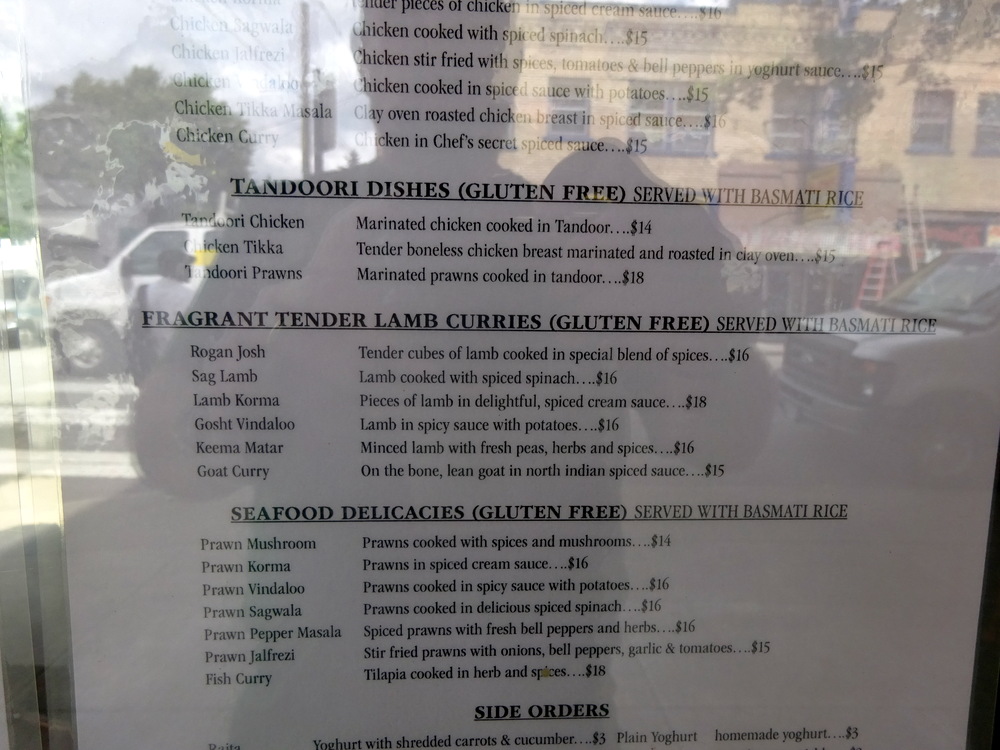 Tender pieces of chicken in spiced cream sauce....$16
Chicken Sagwala Chicken cooked with spiced spinach....$15
Chicken Jalfrezi Chicken stir fried with spices, tomatoes & bell peppers in yoghurt sauce....$15
Chicken Vindaloo Chicken cooked in spiced sauce with potatoes....$15
Chicken Tikka Masala Clay oven roasted chicken breast in spiced sauce....$16
Chicken Curry Chicken in Chef's secret spiced sauce....$15
TANDOORI DISHES (GLUTEN FREE) SERVED WITH BASMATI RICE
Tandoori Chicken Marinated chicken cooked in Tandoor....$14
Chicken Tikka Tender boneless chicken breast marinated and roasted in clay oven....$15
Tandoori Prawns Marinated prawns cooked in tandoor....$18
FRAGRANT TENDER LAMB CURRIES (GLUTEN FREE) SERVED WITH BASMATI RICE
Rogan Josh Tender cubes of lamb cooked in special blend of spices....$16
Sag Lamb Lamb cooked with spiced spinach....$16
Lamb Korma Pieces of lamb in delightful, spiced cream sauce....$18
Gosht Vindaloo Lamb in spicy sauce with potatoes....$16
Keema Matar Minced lamb with fresh peas, herbs and spices....$16
Goat Curry On the bone, lean goat in north indian spiced sauce....$15
SEAFOOD DELICACIES (GLUTEN FREE) SERVED WITH BASMATI RICE
Prawn Mushroom Prawns cooked with spices and mushrooms....$14
Prawn Korma Prawns in spiced cream sauce....$16
Prawn Vindaloo Prawns cooked in spicy sauce with potatoes....$16
Prawn Sagwala Prawns cooked in delicious spiced spinach....$16
Prawn Pepper Masala Spiced prawns with fresh bell peppers and herbs....$16
Prawn Jalfrezi Stir fried prawns with onions, bell peppers, garlic & tomatoes....$15
Fish Curry Tilapia cooked in herb and spices....$18
SIDE ORDERS
Raita Yoghurt with shredded carrots & cucumber....$3 Plain Yoghurt homemade yoghurt....$3